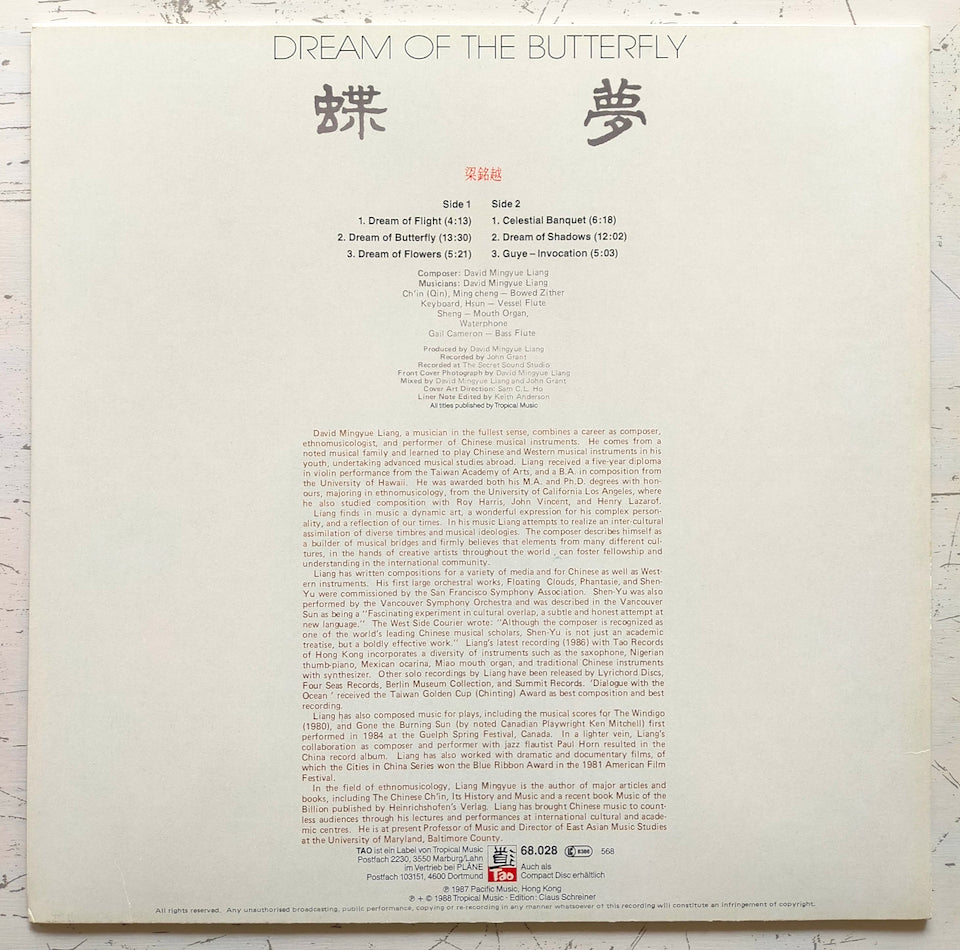 DREAM OF THE BUTTERFLY
蝶 夢
梁銘越
Side 1 Side 2
1. Dream of Flight (4:13) 1. Celestial Banquet (6:18)
2. Dream of Butterfly (13:30) 2. Dream of Shadows (12:02)
3. Dream of Flowers (5:21) 3. Guye – Invocation (5:03)
Composer: David Mingyue Liang
Musicians: David Mingyue Liang
Ch'in (Qin), Ming cheng — Bowed Zither
Keyboard, Hsun — Vessel Flute
Sheng — Mouth Organ,
Waterphone
Gail Cameron — Bass Flute
Produced by David Mingyue Liang
Recorded by John Grant
Recorded at The Secret Sound Studio
Front Cover Photograph by David Mingyue Liang
Mixed by David Mingyue Liang and John Grant
Cover Art Direction: Sam C.L. Ho
Liner Note Edited by Keith Anderson
All titles published by Tropical Music
David Mingyue Liang, a musician in the fullest sense, combines a career as composer,
ethnomusicologist, and performer of Chinese musical instruments. He comes from a
noted musical family and learned to play Chinese and Western musical instruments in his
youth, undertaking advanced musical studies abroad. Liang received a five-year diploma
in violin performance from the Taiwan Academy of Arts, and a B.A. in composition from
the University of Hawaii. He was awarded both his M.A. and Ph.D. degrees with hon-
ours, majoring in ethnomusicology, from the University of California Los Angeles, where
he also studied composition with Roy Harris, John Vincent, and Henry Lazarof.
Liang finds in music a dynamic art, a wonderful expression for his complex person-
ality, and a reflection of our times. In his music Liang attempts to realize an inter-cultural
assimilation of diverse timbres and musical ideologies. The composer describes himself as
a builder of musical bridges and firmly believes that elements from many different cul-
tures, in the hands of creative artists throughout the world , can foster fellowship and
understanding in the international community.
Liang has written compositions for a variety of media and for Chinese as well as West-
ern instruments. His first large orchestral works, Floating Clouds, Phantasie, and Shen-
Yu were commissioned by the San Francisco Symphony Association. Shen-Yu was also
performed by the Vancouver Symphony Orchestra and was described in the Vancouver
Sun as being a "Fascinating experiment in cultural overlap, a subtle and honest attempt at
new language." The West Side Courier wrote: "Although the composer is recognized as
one of the world's leading Chinese musical scholars, Shen-Yu is not just an academic
treatise, but a boldly effective work." Liang's latest recording (1986) with Tao Records
of Hong Kong incorporates a diversity of instruments such as the saxophone, Nigerian
thumb-piano, Mexican ocarina, Miao mouth organ, and traditional Chinese instruments
with synthesizer. Other solo recordings by Liang have been released by Lyrichord Discs,
Four Seas Records, Berlin Museum Collection, and Summit Records. 'Dialogue with the
Ocean ' received the Taiwan Golden Cup (Chinting) Award as best composition and best
recording.
Liang has also composed music for plays, including the musical scores for The Windigo
(1980), and Gone the Burning Sun (by noted Canadian Playwright Ken Mitchell) first
performed in 1984 at the Guelph Spring Festival, Canada. In a lighter vein, Liang's
collaboration as composer and performer with jazz flautist Paul Horn resulted in the
China record album. Liang has also worked with dramatic and documentary films, of
which the Cities in China Series won the Blue Ribbon Award in the 1981 American Film
Festival.
In the field of ethnomusicology, Liang Mingyue is the author of major articles and
books, including The Chinese Ch'in, Its History and Music and a recent book Music of the
Billion published by Heinrichshofen's Verlag. Liang has brought Chinese music to count-
less audiences through his lectures and performances at international cultural and acade-
mic centres. He is at present Professor of Music and Director of East Asian Music Studies
at the University of Maryland, Baltimore County.
TAO ist ein Label von Tropical Music
Postfach 2230, 3550 Marburg/Lahn
im Vertrieb bei PLÄNE
Postfach 103151, 4600 Dortmund
道
Tao
68.028 568
Auch als
Compact Disc erhältlich
℗ 1987 Pacific Music, Hong Kong
℗ + © 1988 Tropical Music · Edition: Claus Schreiner
All rights reserved. Any unauthorised broadcasting, public performance, copying or re-recording in any manner whatsoever of this recording will constitute an infringement of copyright.